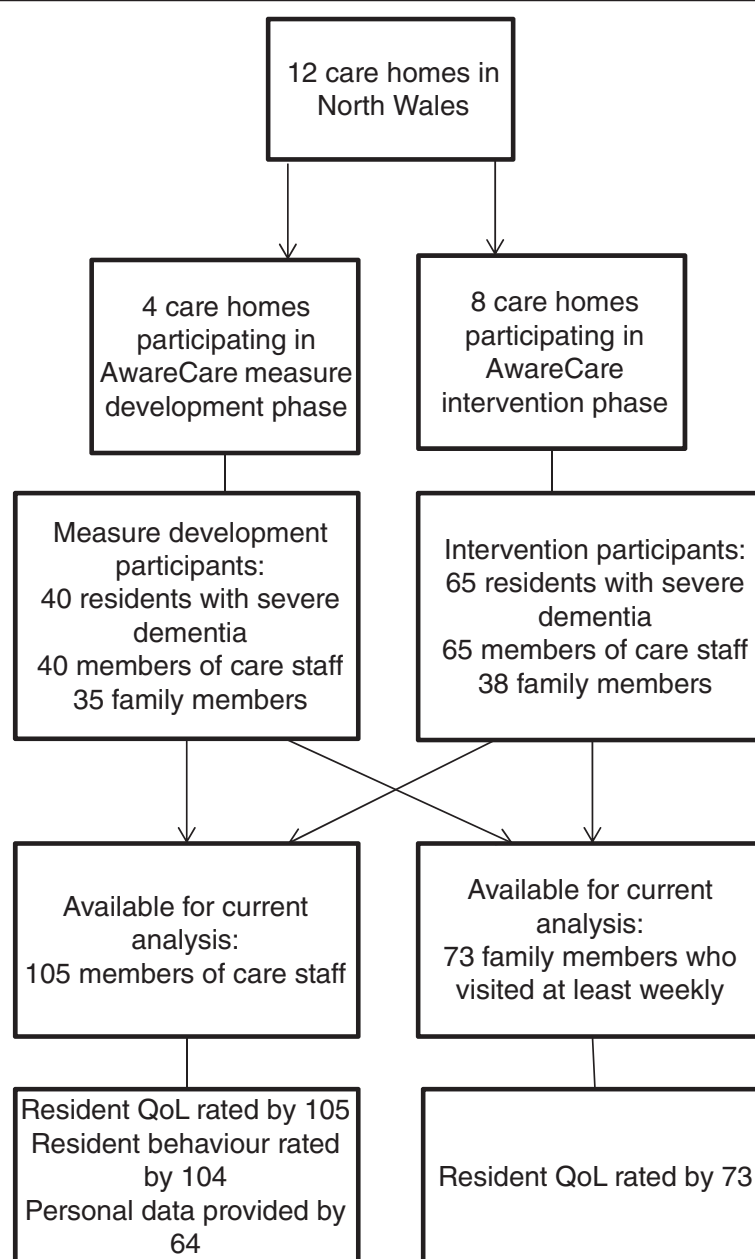 12 care homes in
North Wales
4 care homes
participating in
AwareCare measure
development phase
8 care homes
participating in
AwareCare
intervention phase
Measure development
participants:
40 residents with severe
dementia
40 members of care staff
35 family members
Intervention participants:
65 residents with severe
dementia
65 members of care staff
38 family members
Available for current
analysis:
105 members of care staff
Available for current
analysis:
73 family members who
visited at least weekly
Resident QoL rated by 105
Resident behaviour rated
by 104
Personal data provided by
64
Resident QoL rated by 73